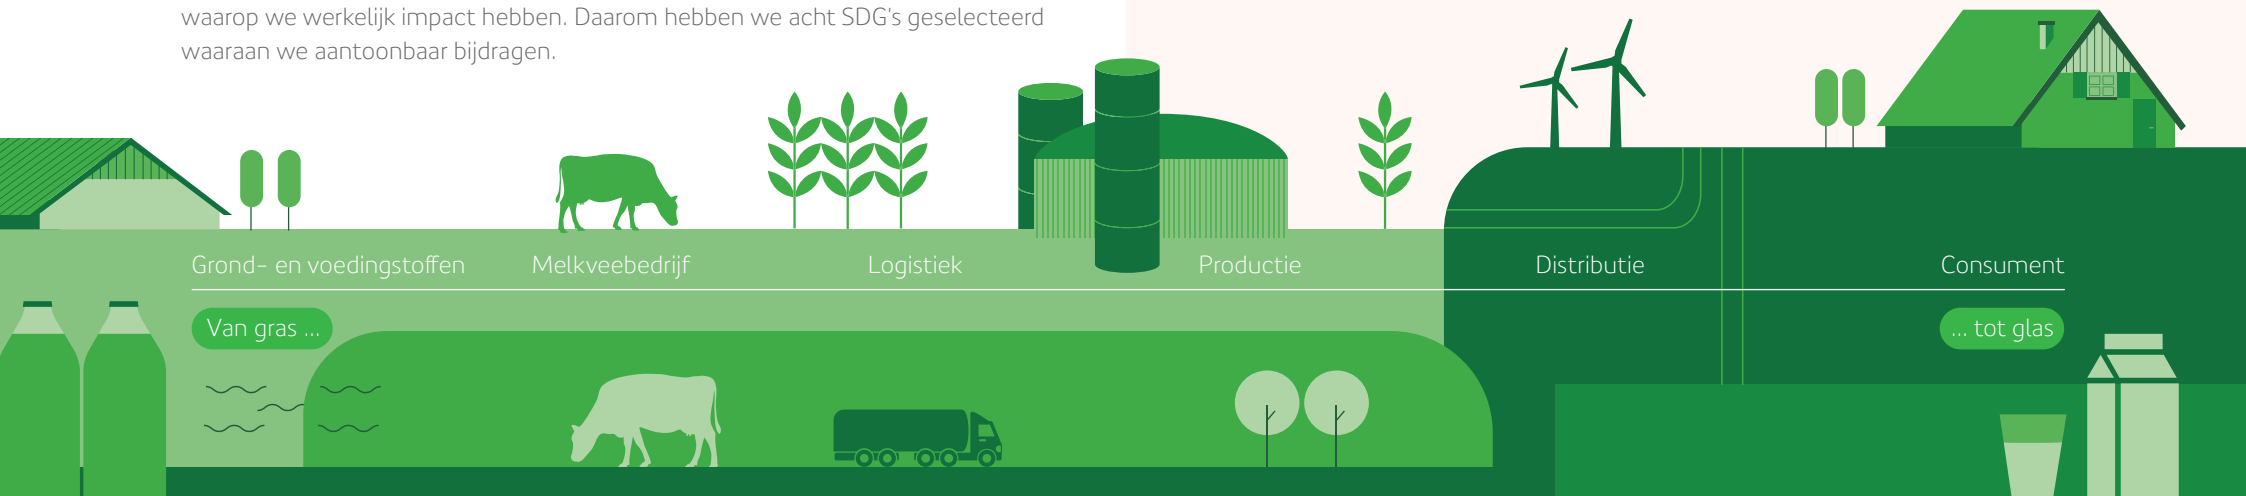 waarop we werkelijk impact hebben. Daarom hebben we acht SDG's geselecteerd
waaraan we aantoonbaar bijdragen.
Grond- en voedingstoffen
Melkveebedrijf
Logistiek
Productie
Distributie
Consument
Van gras ...
... tot glas